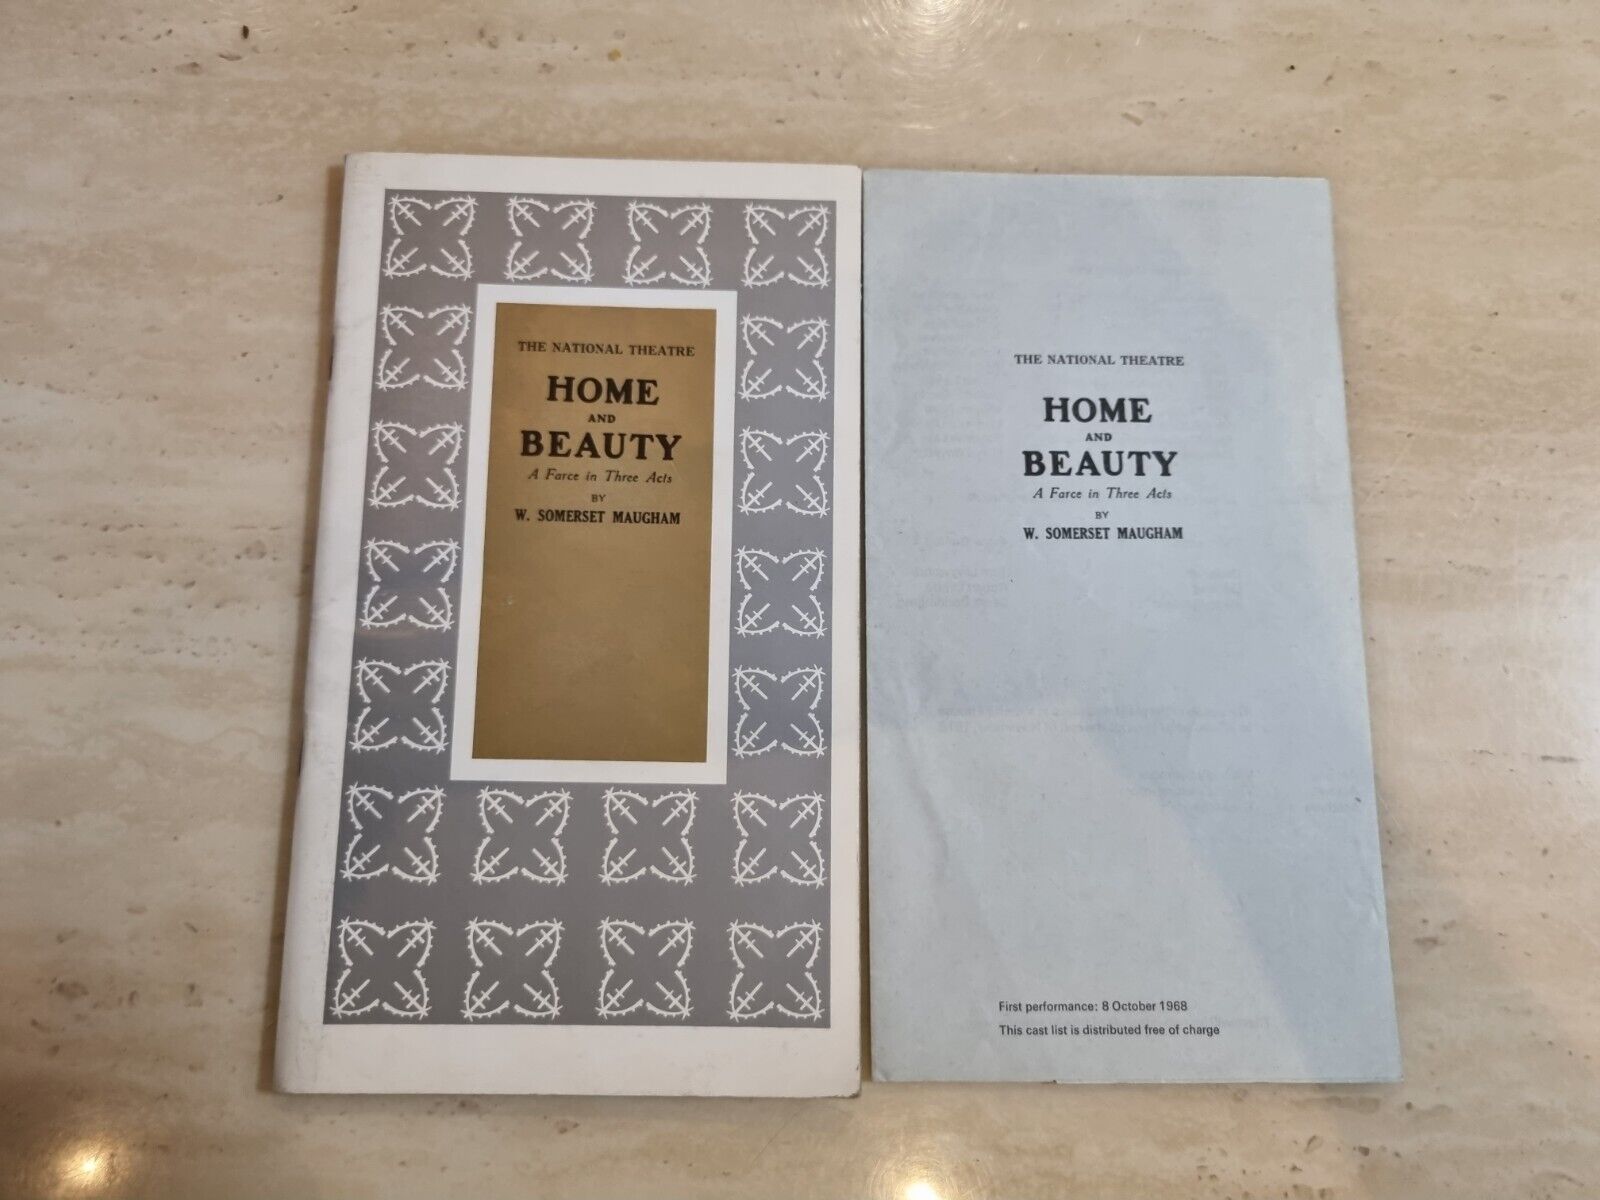 THE NATIONAL THEATRE
HOME
AND
BEAUTY
A Farce in Three Acts
BY
W. SOMERSET MAUGHAM
THE NATIONAL THEATRE
HOME
AND
BEAUTY
A Farce in Three Acts
BY
W. SOMERSET MAUGHAM
First performance: 8 October 1968
This cast list is distributed free of charge